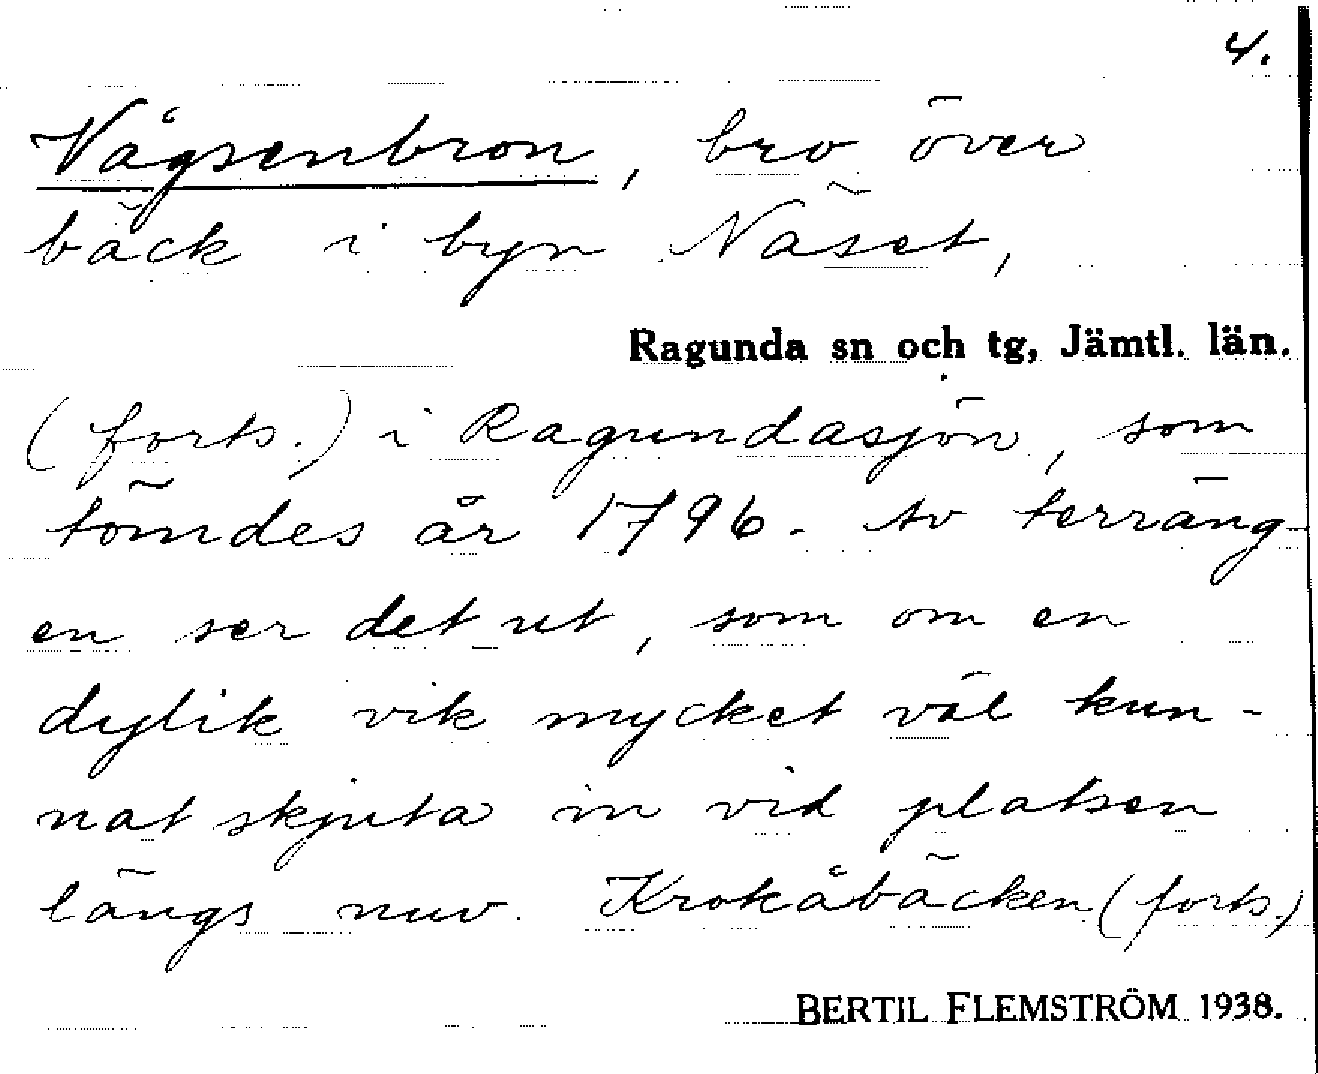 4.
Vågsenbron, bro över
bäck i byn Näset,
Ragunda sn och tg, Jämtl. län.
(forts.) i Ragundasjön, som
tömdes år 1796. Av terräng-
en ser det ut, som om en
dylik vik mycket väl kun-
nat skjuta in vid platsen
längs nuv. Krokåbäcken (forts.)
BERTIL FLEMSTRÖM 1938.